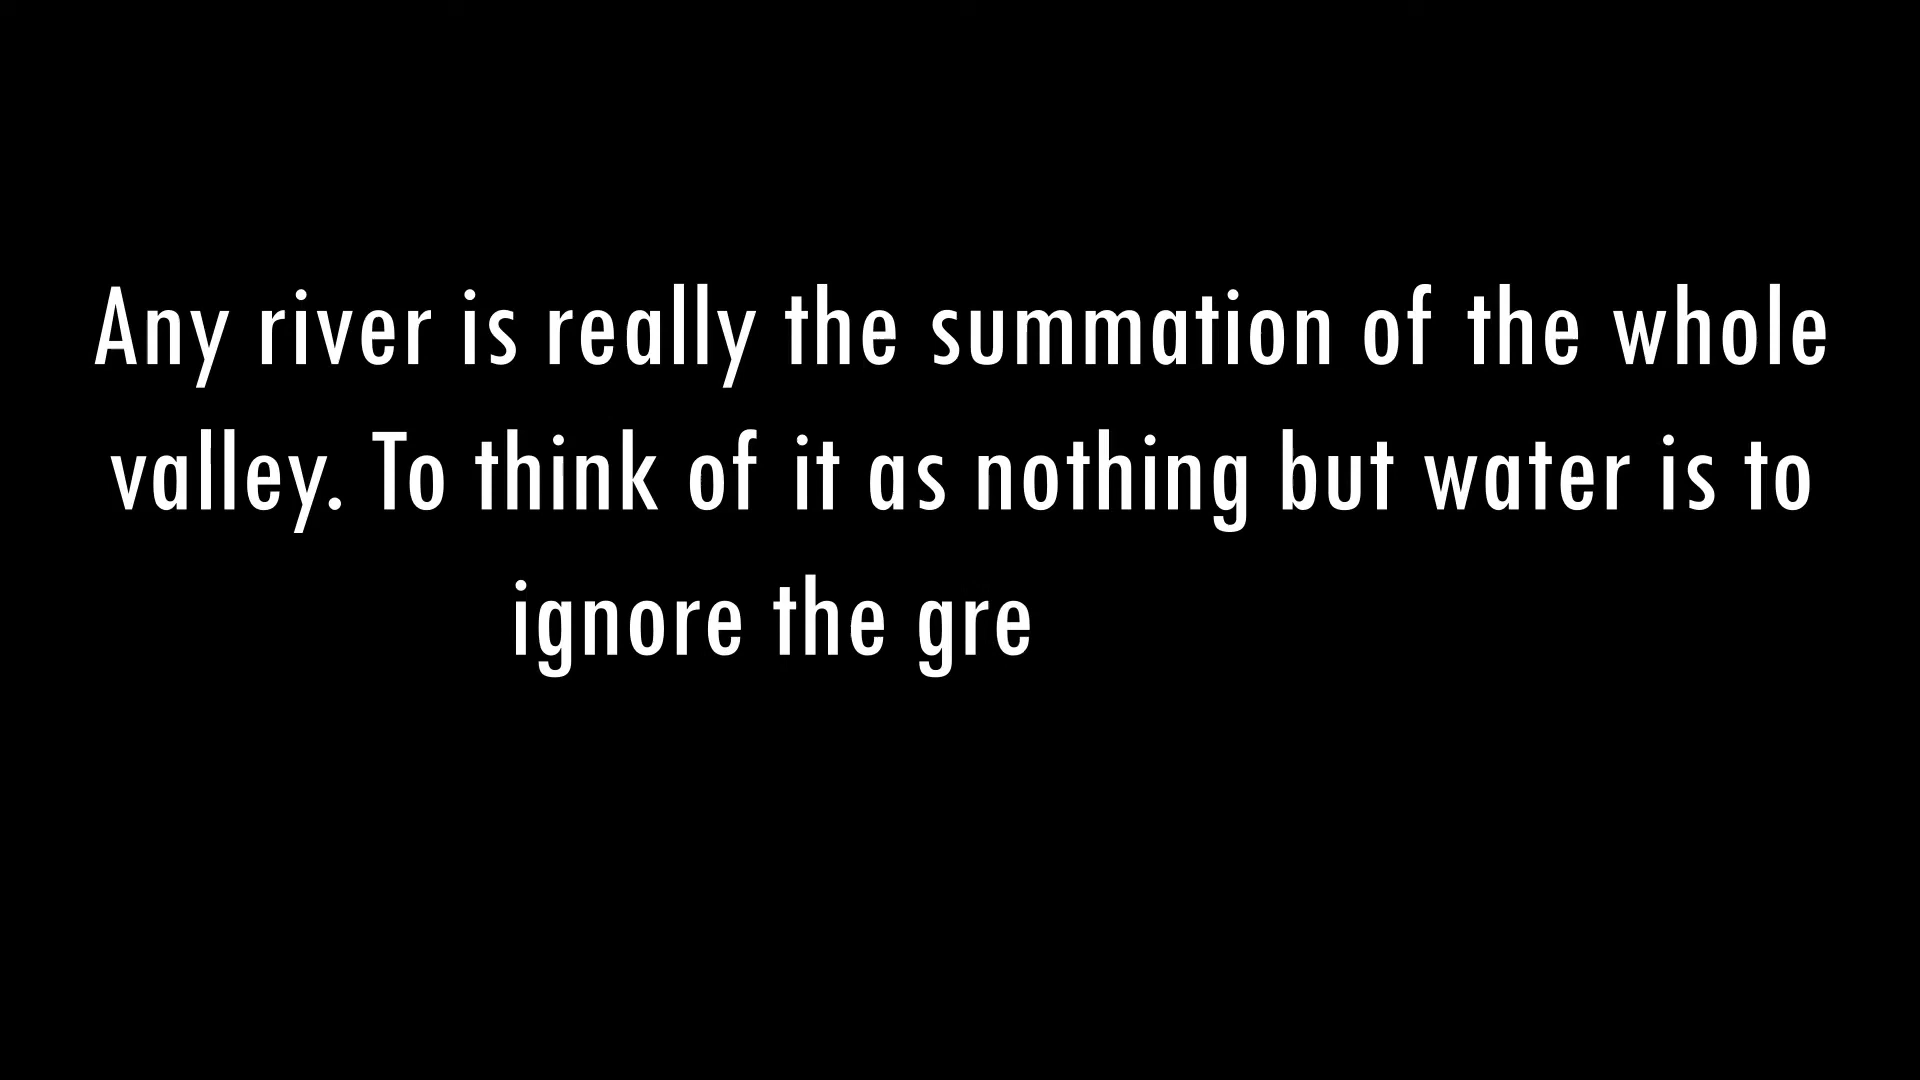 Any river is really the summation of the whole
valley. To think of it as nothing but water is to
ignore the gre